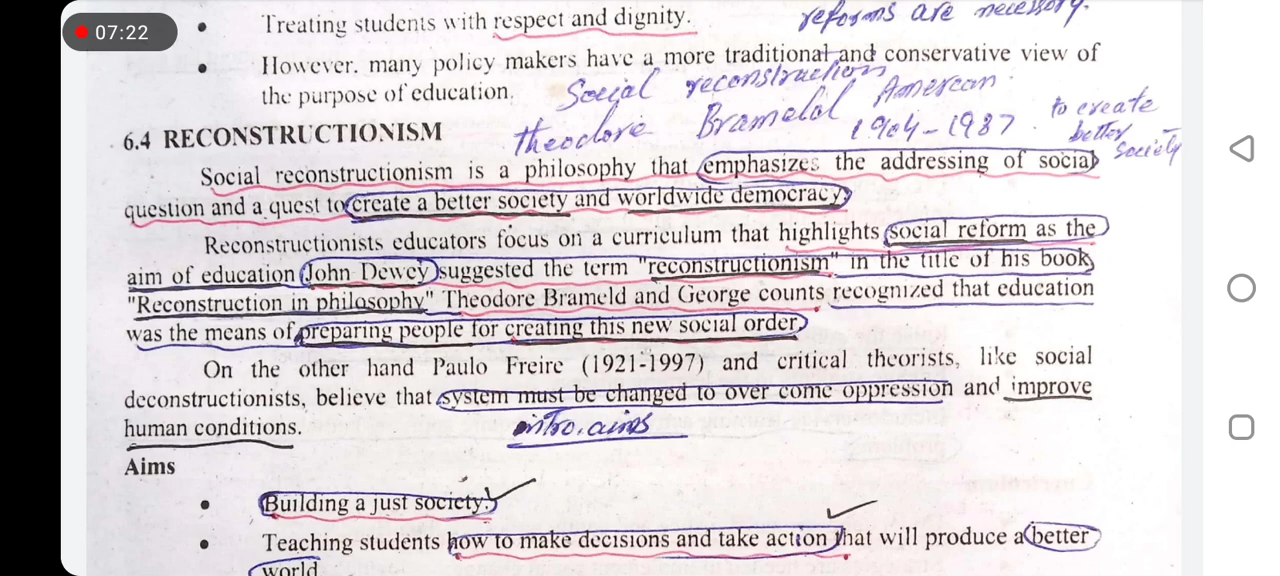 07:22
• Treating students with respect and dignity.
reforms are necessory.
• However. many policy makers have a more traditional and conservative view of
the purpose of education.
Social reconstruction
theodore Brameld American
1904-1987
to create
better
society
6.4 RECONSTRUCTIONISM
Social reconstructionism is a philosophy that emphasizes the addressing of social
question and a quest to create a better society and worldwide democracy
Reconstructionists educators focus on a curriculum that highlights social reform as the
aim of education John Dewey suggested the term "reconstructionism" in the title of his book
"Reconstruction in philosophy" Theodore Brameld and George counts recognized that education
was the means of preparing people for creating this new social order
On the other hand Paulo Freire (1921-1997) and critical theorists, like social
deconstructionists, believe that system must be changed to over come oppression and improve
human conditions.
intro, aims
Aims
• Building a just society.
• Teaching students how to make decisions and take action that will produce a better
world